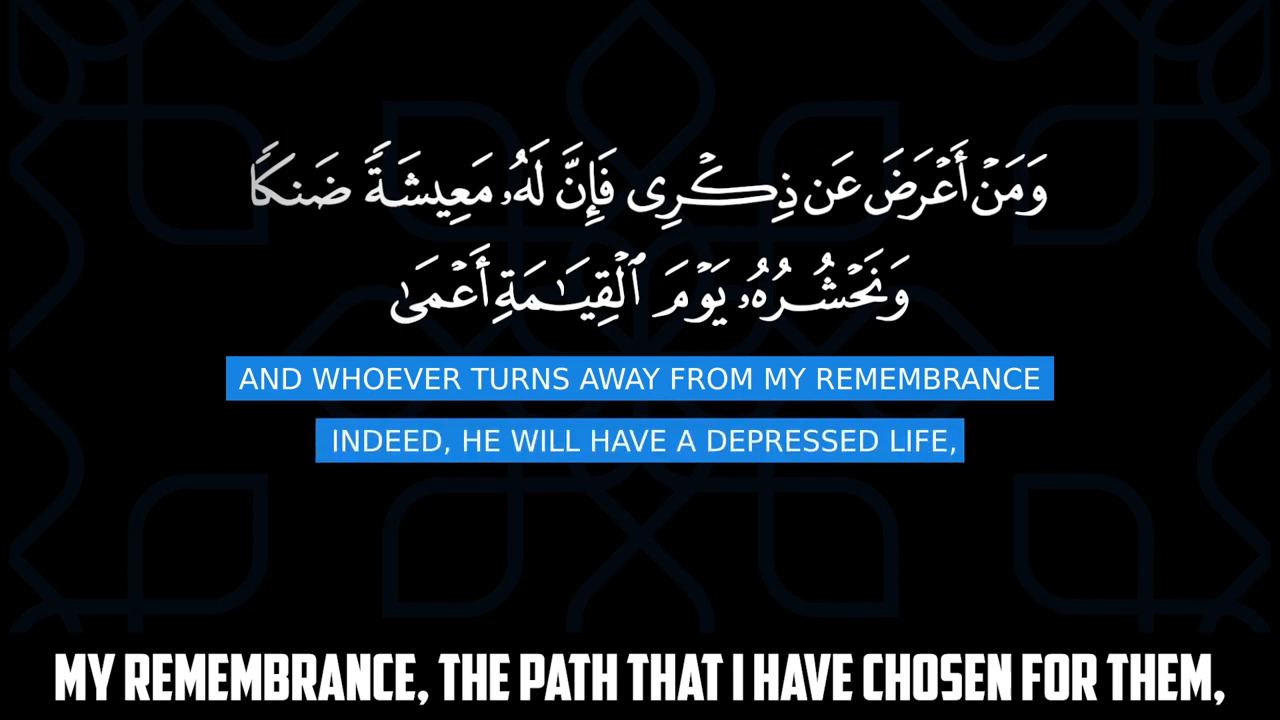 وَمَنْ أَعْرَضَ عَن ذِكْرِى فَإِنَّ لَهُۥ مَعِيشَةً ضَنكًا
وَنَحْشُرُهُۥ يَوْمَ ٱلْقِيَـٰمَةِ أَعْمَىٰ
AND WHOEVER TURNS AWAY FROM MY REMEMBRANCE
INDEED, HE WILL HAVE A DEPRESSED LIFE,
MY REMEMBRANCE, THE PATH THAT I HAVE CHOSEN FOR THEM,